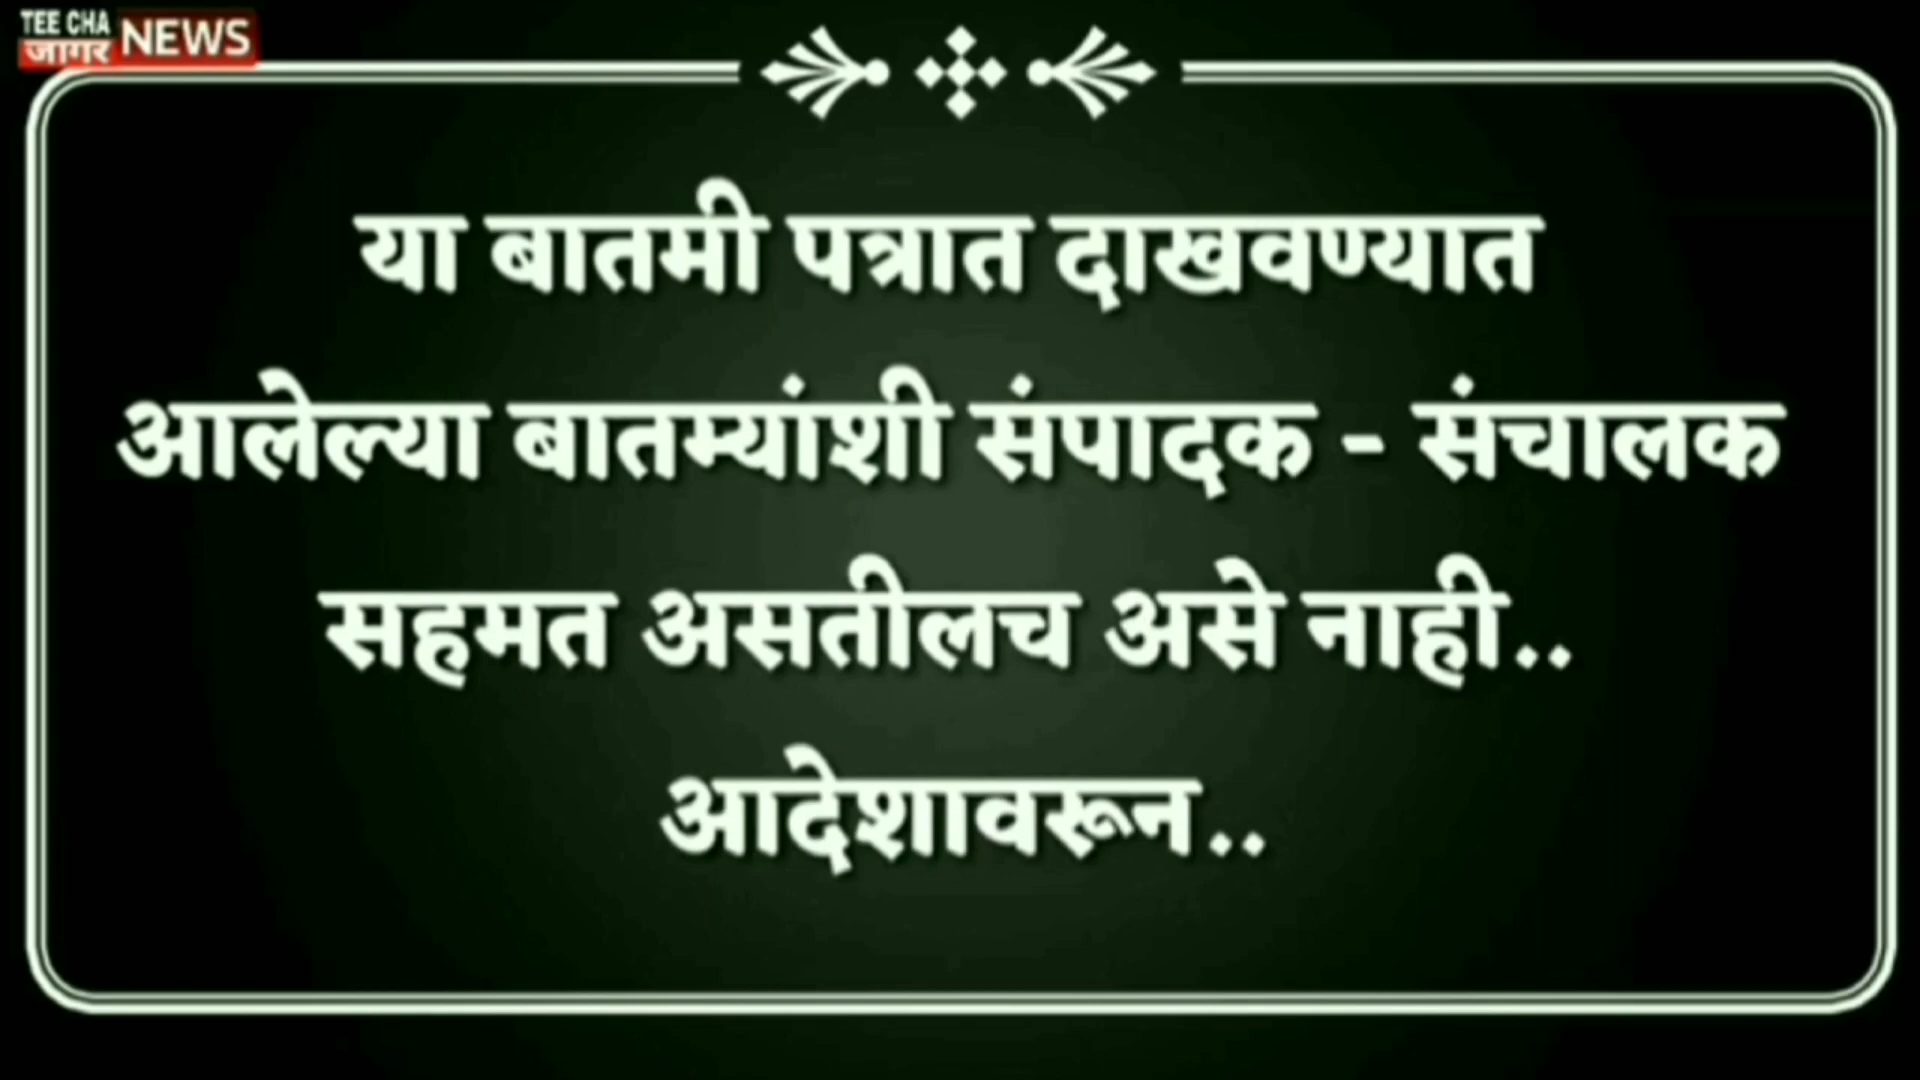 TEE CHA
जागर NEWS
या बातमी पत्रात दाखवण्यात
आलेल्या बातम्यांशी संपादक - संचालक
सहमत असतीलच असे नाही..
आदेशावरून..